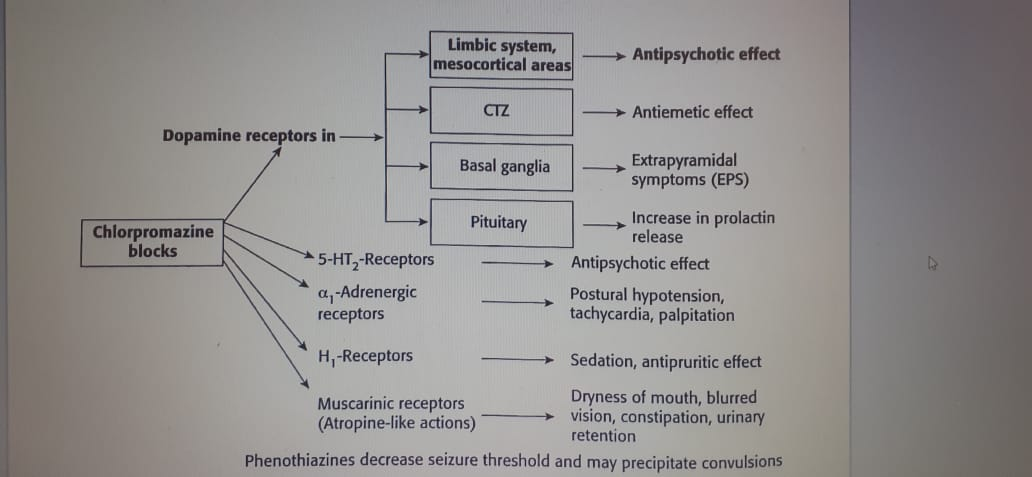 Limbic system,
mesocortical areas
Antipsychotic effect
CTZ
Antiemetic effect
Dopamine receptors in
Basal ganglia
Extrapyramidal
symptoms (EPS)
Pituitary
Increase in prolactin
release
Chlorpromazine
blocks
5-HT₂-Receptors
Antipsychotic effect
α₁-Adrenergic
receptors
Postural hypotension,
tachycardia, palpitation
H₁-Receptors
Sedation, antipruritic effect
Muscarinic receptors
(Atropine-like actions)
Dryness of mouth, blurred
vision, constipation, urinary
retention
Phenothiazines decrease seizure threshold and may precipitate convulsions